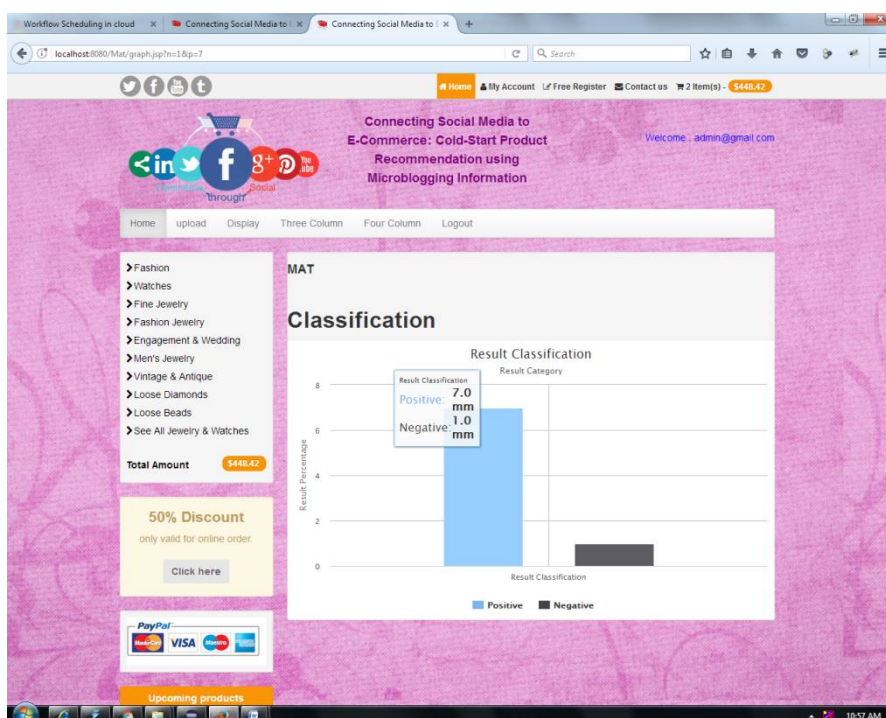 Workflow Scheduling in cloud
Connecting Social Media to
Connecting Social Media to
localhost:8080/Mat/graph.jsp?n=1&ip=7
Search
Home My Account Free Register Contact us 2 Item(s) - $448.42
Connecting Social Media to
E-Commerce: Cold-Start Product
Recommendation using
Microblogging Information
Welcome : admin@gmail.com
in f g+ You Tube
through Social
Home upload Display Three Column Four Column Logout
Fashion
Watches
Fine Jewelry
Fashion Jewelry
Engagement & Wedding
Men's Jewelry
Vintage & Antique
Loose Diamonds
Loose Beads
See All Jewelry & Watches
Total Amount $448.42
50% Discount
only valid for online order.
Click here
PayPal
MasterCard VISA Maestro
Upcoming products
MAT
Classification
Result Classification
Result Category
Result Classification
Positive: 7.0 mm
Negative: 1.0 mm
8
6
4
2
0
Result Percentage
Result Classification
Positive Negative
10:57 AM